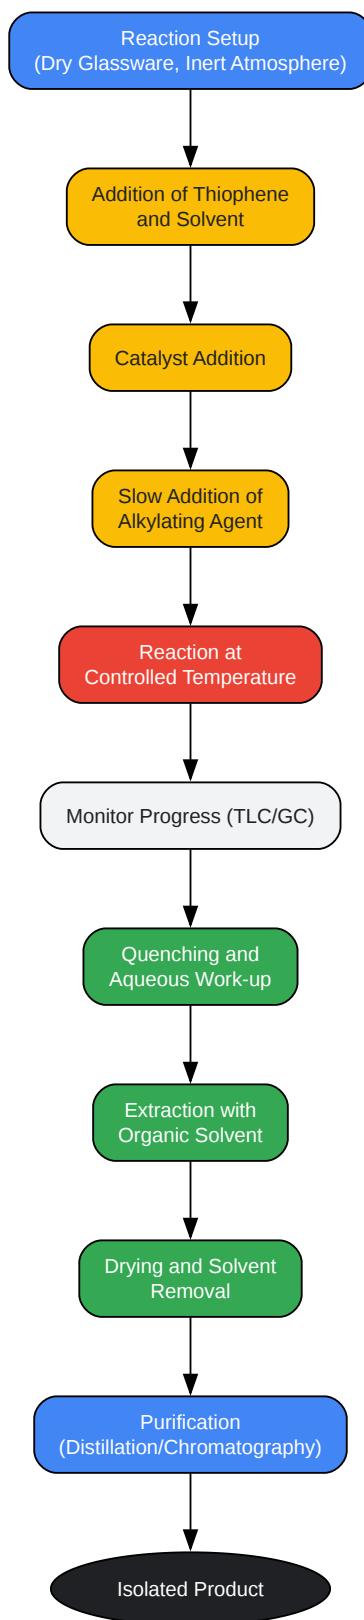 Reaction Setup
(Dry Glassware, Inert Atmosphere)
Addition of Thiophene
and Solvent
Catalyst Addition
Slow Addition of
Alkylating Agent
Reaction at
Controlled Temperature
Monitor Progress (TLC/GC)
Quenching and
Aqueous Work-up
Extraction with
Organic Solvent
Drying and Solvent
Removal
Purification
(Distillation/Chromatography)
Isolated Product